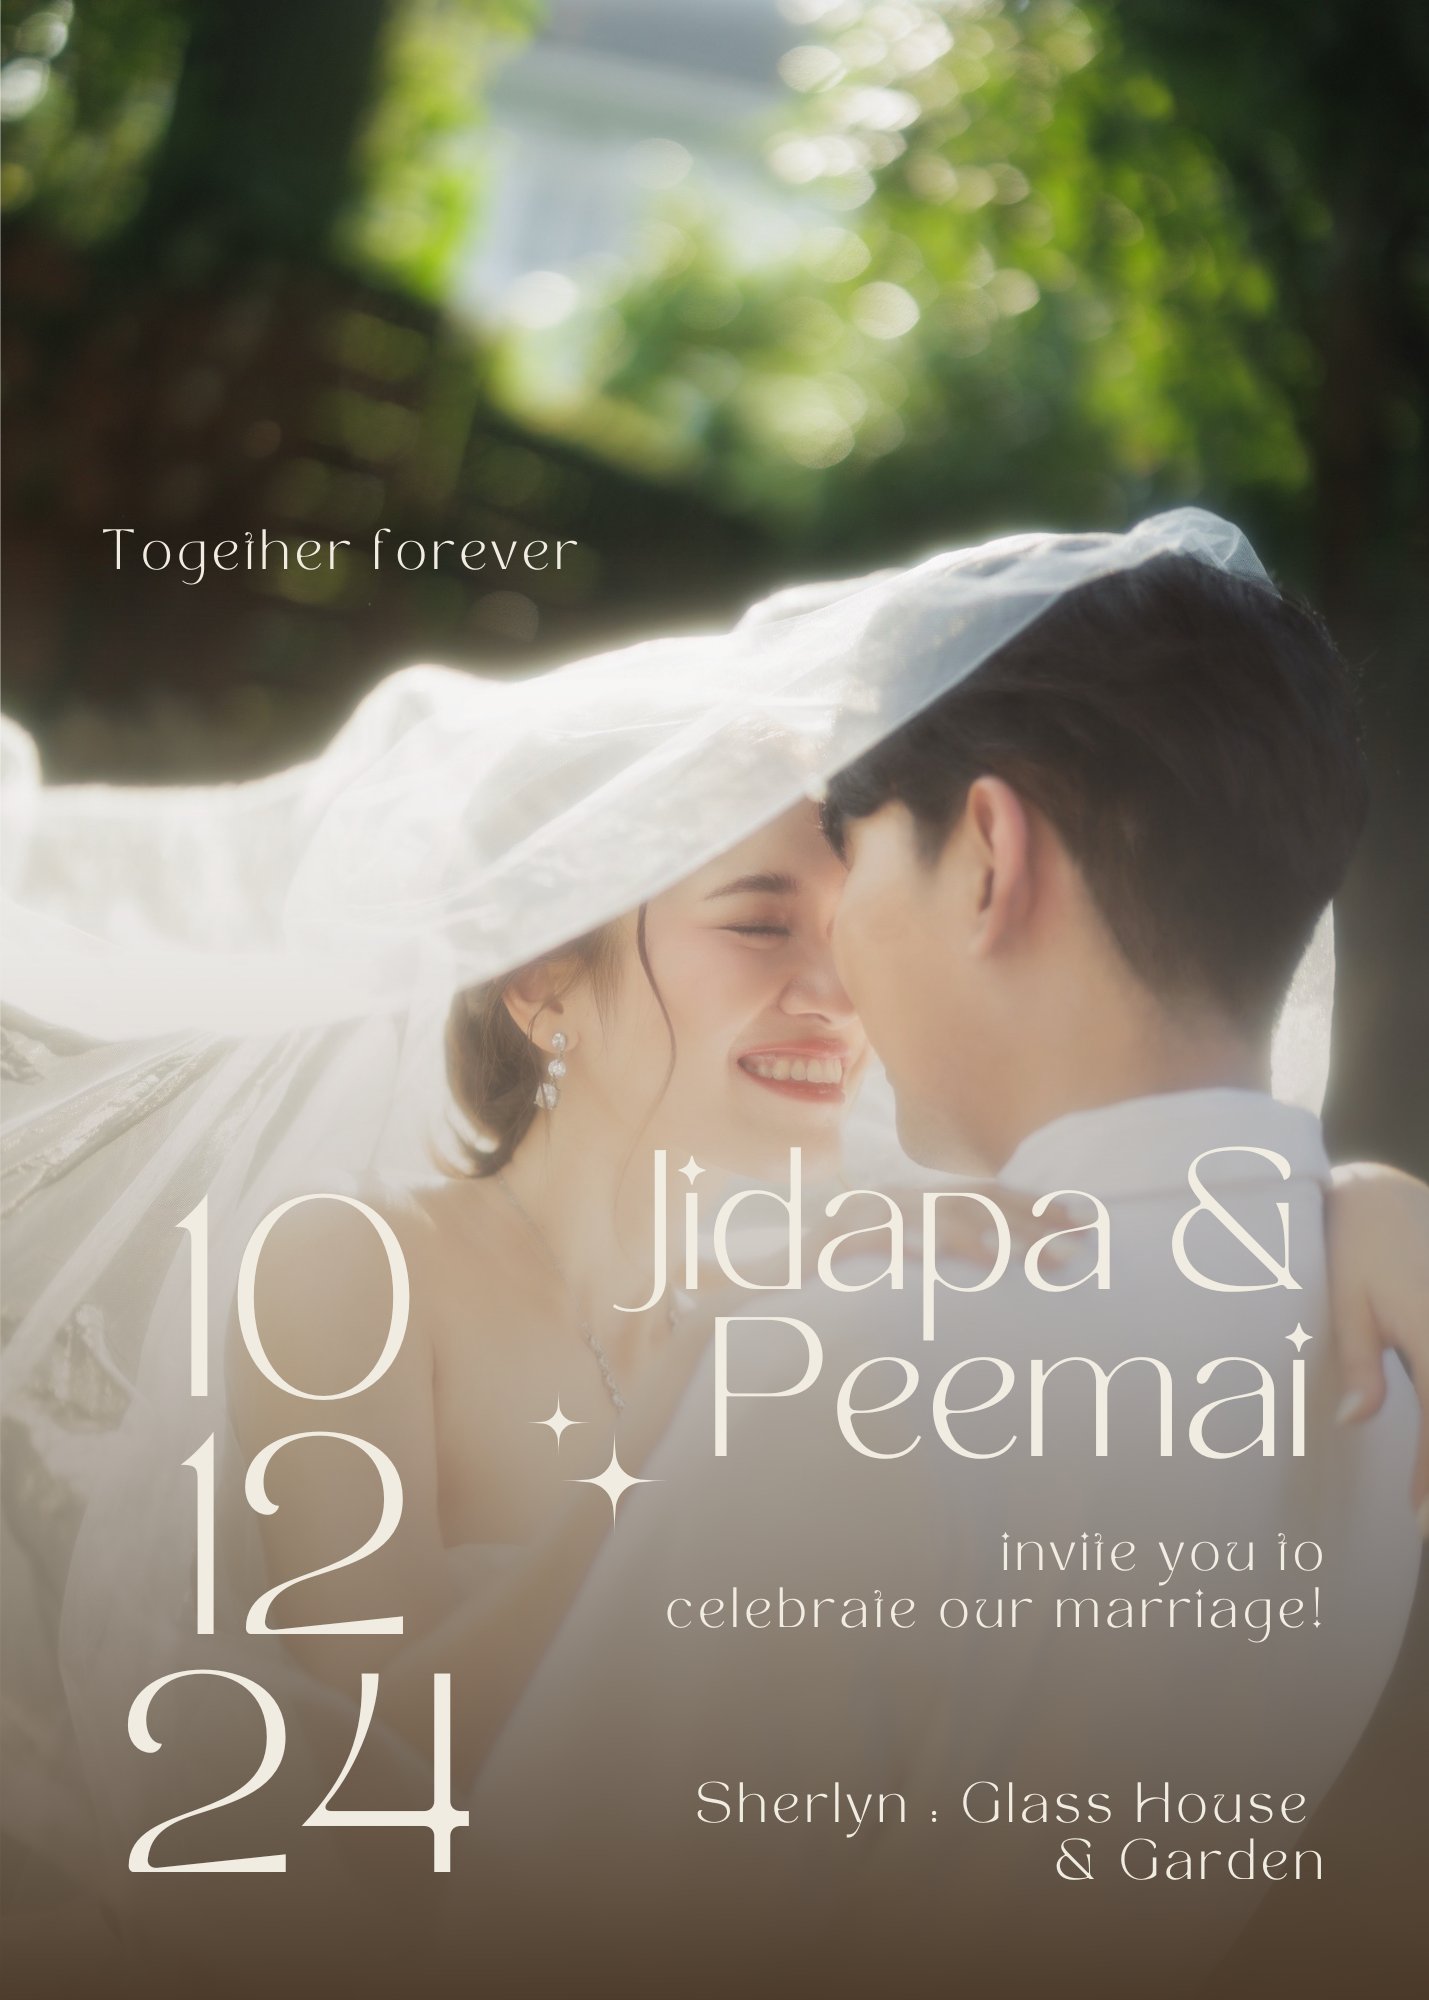 Together forever
10
12
24
Jidapa &
Peemai
invite you to
celebrate our marriage!
Sherlyn : Glass House
& Garden